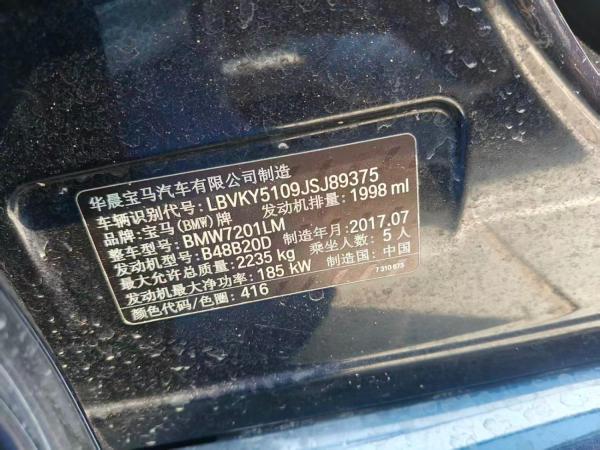 华晨宝马汽车有限公司制造
车辆识别代号: LBVKY5109JSJ89375
品牌: 宝马(BMW)牌 发动机排量: 1998 ml
整车型号: BMW7201LM
发动机型号: B48B20D 制造年月: 2017.07
最大允许总质量: 2235 kg 乘坐人数: 5 人
发动机最大净功率: 185 kW 制造国: 中国
颜色代码/色圈: 416 7 310 673